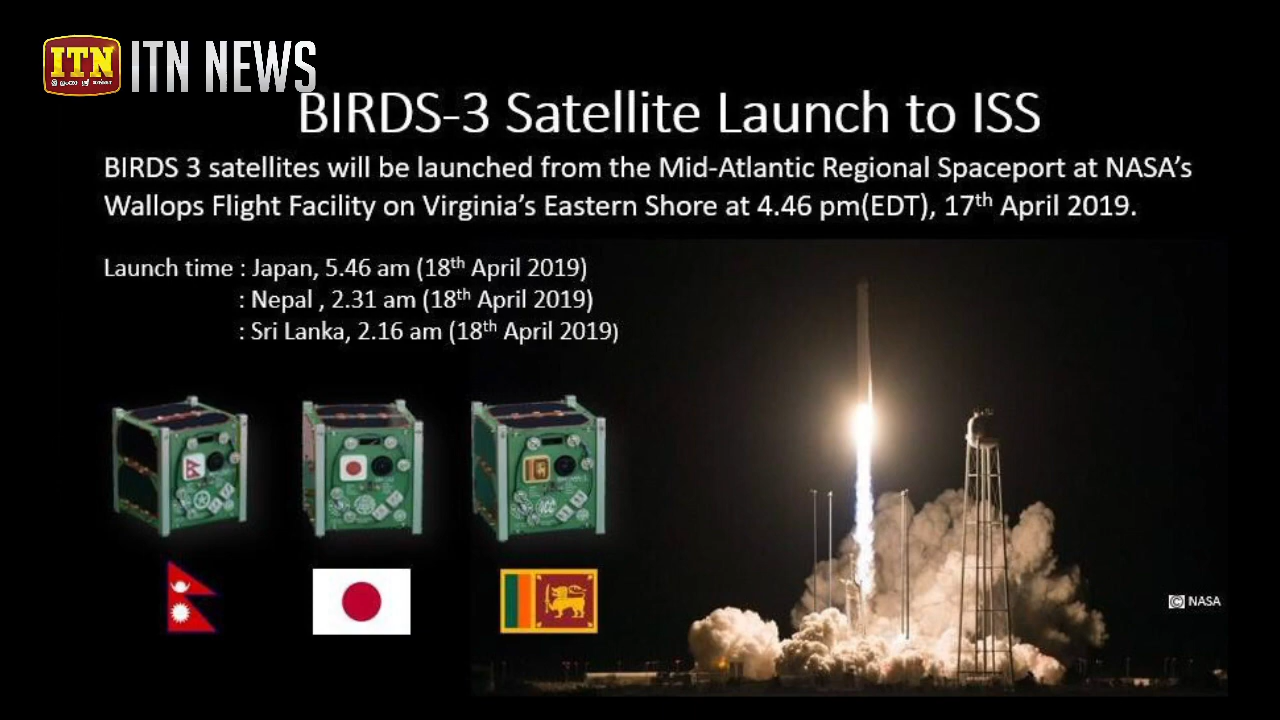 ITN
ITN NEWS
BIRDS-3 Satellite Launch to ISS
BIRDS 3 satellites will be launched from the Mid-Atlantic Regional Spaceport at NASA's
Wallops Flight Facility on Virginia's Eastern Shore at 4.46 pm(EDT), 17th April 2019.
Launch time : Japan, 5.46 am (18th April 2019)
: Nepal , 2.31 am (18th April 2019)
: Sri Lanka, 2.16 am (18th April 2019)
© NASA